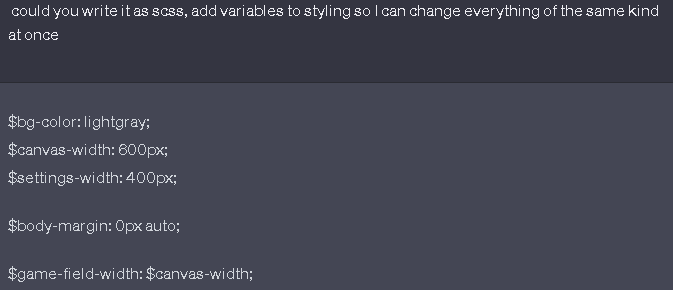 could you write it as scss, add variables to styling so I can change everything of the same kind
at once
$bg-color: lightgray;
$canvas-width: 600px;
$settings-width: 400px;
$body-margin: 0px auto;
$game-field-width: $canvas-width;